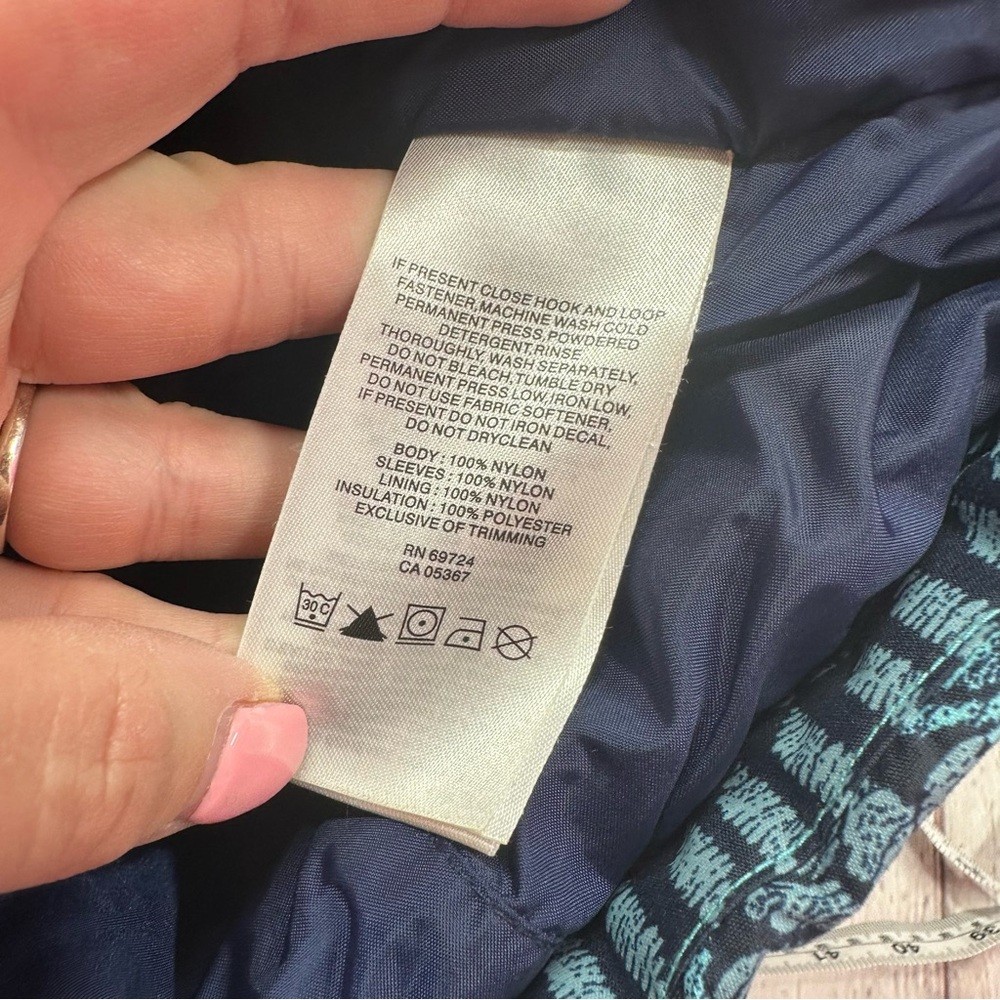 IF PRESENT CLOSE HOOK AND LOOP
FASTENER,MACHINE WASH COLD
PERMANENT PRESS,POWDERED
DETERGENT,RINSE
THOROUGHLY, WASH SEPARATELY,
DO NOT BLEACH,TUMBLE DRY
PERMANENT PRESS LOW,IRON LOW,
DO NOT USE FABRIC SOFTENER,
IF PRESENT DO NOT IRON DECAL,
DO NOT DRYCLEAN
BODY : 100% NYLON
SLEEVES : 100% NYLON
LINING : 100% NYLON
INSULATION : 100% POLYESTER
EXCLUSIVE OF TRIMMING
RN 69724
CA 05367
30 C
41 40 39